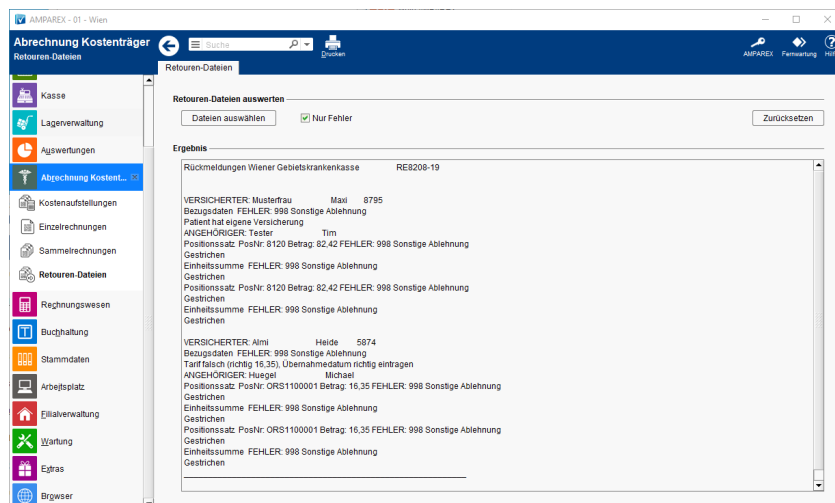 AMPAREX - 01 - Wien
Abrechnung Kostenträger
Retouren-Dateien
Suche
Drucken
AMPAREX
Fernwartung
Hilf
Retouren-Dateien
Kasse
Lagerverwaltung
Auswertungen
Abrechnung Kostent...
Kostenaufstellungen
Einzelrechnungen
Sammelrechnungen
Retouren-Dateien
Rechnungswesen
Buchhaltung
Stammdaten
Arbeitsplatz
Filialverwaltung
Wartung
Extras
Browser
Retouren-Dateien auswerten
Dateien auswählen
Nur Fehler
Zurücksetzen
Ergebnis
Rückmeldungen Wiener Gebietskrankenkasse RE8208-19
VERSICHERTER: Musterfrau Maxi 8795
Bezugsdaten FEHLER: 998 Sonstige Ablehnung
Patient hat eigene Versicherung
ANGEHÖRIGER: Tester Tim
Positionssatz PosNr: 8120 Betrag: 82,42 FEHLER: 998 Sonstige Ablehnung
Gestrichen
Einheitssumme FEHLER: 998 Sonstige Ablehnung
Gestrichen
Positionssatz PosNr: 8120 Betrag: 82,42 FEHLER: 998 Sonstige Ablehnung
Gestrichen
Einheitssumme FEHLER: 998 Sonstige Ablehnung
Gestrichen
VERSICHERTER: Almi Heide 5874
Bezugsdaten FEHLER: 998 Sonstige Ablehnung
Tarif falsch (richtig 16,35), Übernahmedatum richtig eintragen
ANGEHÖRIGER: Huegel Michael
Positionssatz PosNr: ORS1100001 Betrag: 16,35 FEHLER: 998 Sonstige Ablehnung
Gestrichen
Einheitssumme FEHLER: 998 Sonstige Ablehnung
Gestrichen
Positionssatz PosNr: ORS1100001 Betrag: 16,35 FEHLER: 998 Sonstige Ablehnung
Gestrichen
Einheitssumme FEHLER: 998 Sonstige Ablehnung
Gestrichen